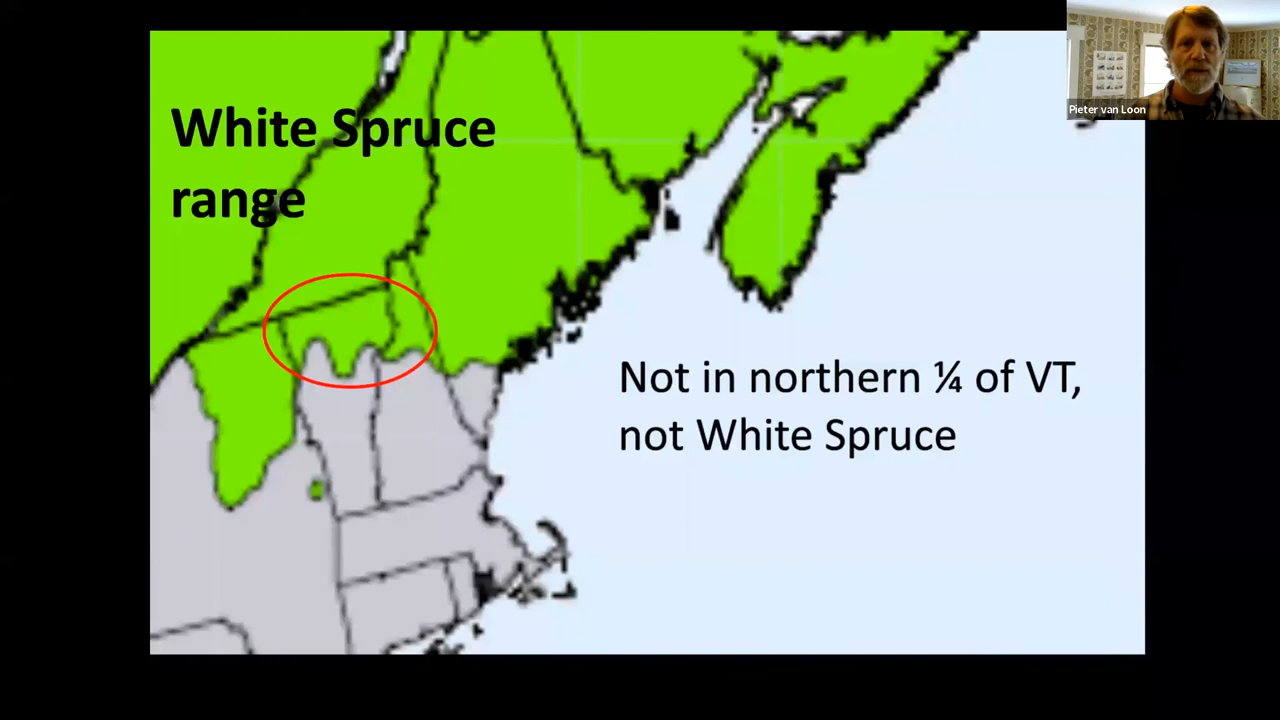 White Spruce
range
Not in northern ¼ of VT,
not White Spruce
Pieter van Loon